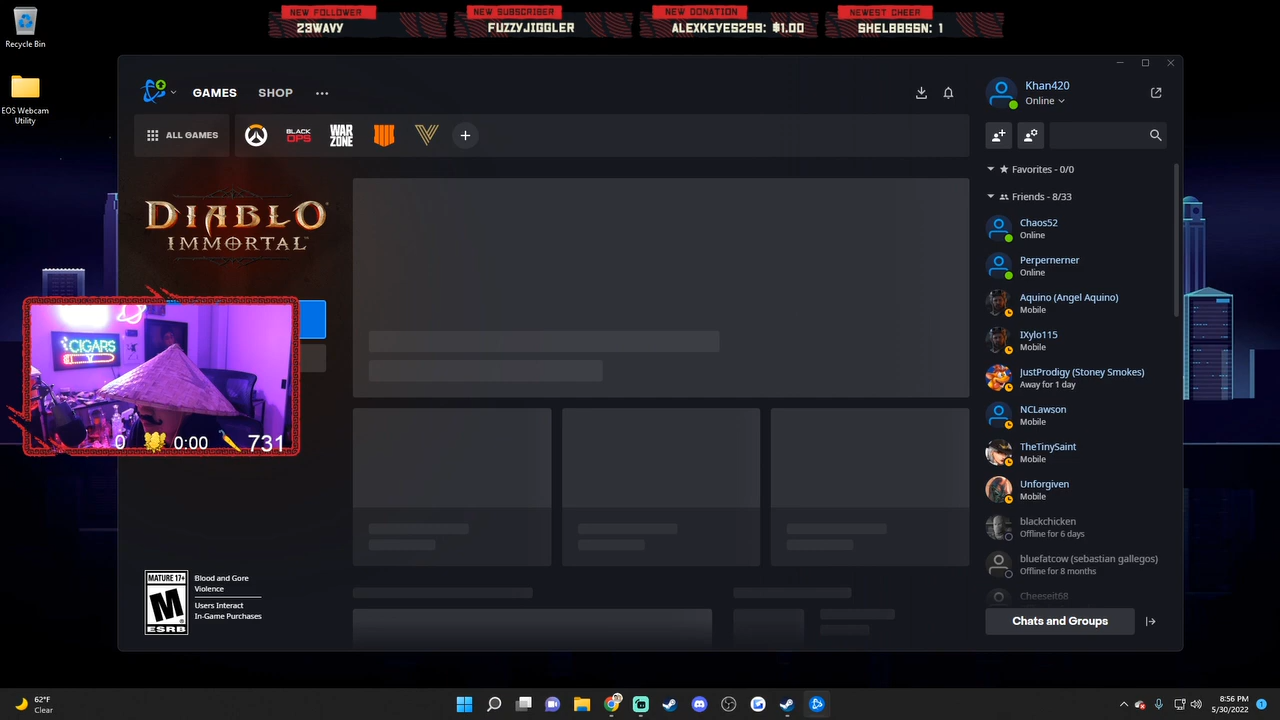 NEW FOLLOWER
23WAVY
NEW SUBSCRIBER
FUZZYJIGGLER
NEW DONATION
ALEXKEYES299: $1.00
NEWEST CHEER
SHELBSSN: 1
Recycle Bin
EOS Webcam
Utility
GAMES
SHOP
ALL GAMES
BLACK
OPS
WAR
ZONE
DIABLO
IMMORTAL
CIGARS
0
0:00
731
MATURE 17+
M
ESRB
Blood and Gore
Violence
Users Interact
In-Game Purchases
Khan420
Online
Favorites - 0/0
Friends - 8/33
Chaos52
Online
Perpernerner
Online
Aquino (Angel Aquino)
Mobile
IXylo115
Mobile
JustProdigy (Stoney Smokes)
Away for 1 day
NCLawson
Mobile
TheTinySaint
Mobile
Unforgiven
Mobile
blackchicken
Offline for 6 days
bluefatcow (sebastian gallegos)
Offline for 8 months
Cheeseit68
Chats and Groups
62°F
Clear
8:56 PM
5/30/2022